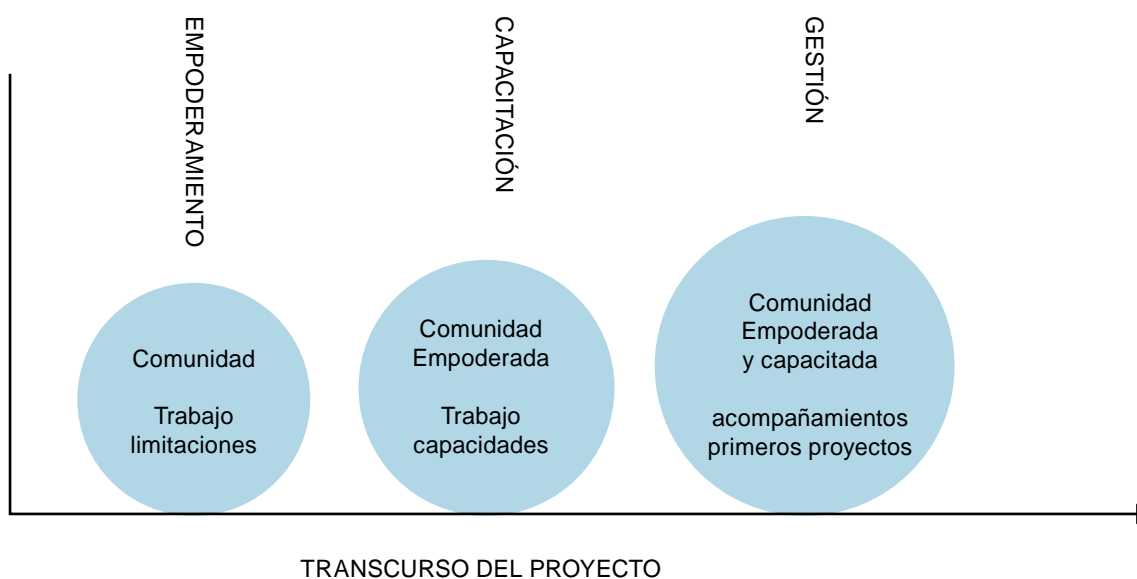 EMPODERAMIENTO
CAPACITACIÓN
GESTIÓN
Comunidad
Trabajo
limitaciones
Comunidad
Empoderada
Trabajo
capacidades
Comunidad
Empoderada
y capacitada
acompañamientos
primeros proyectos
TRANSCURSO DEL PROYECTO